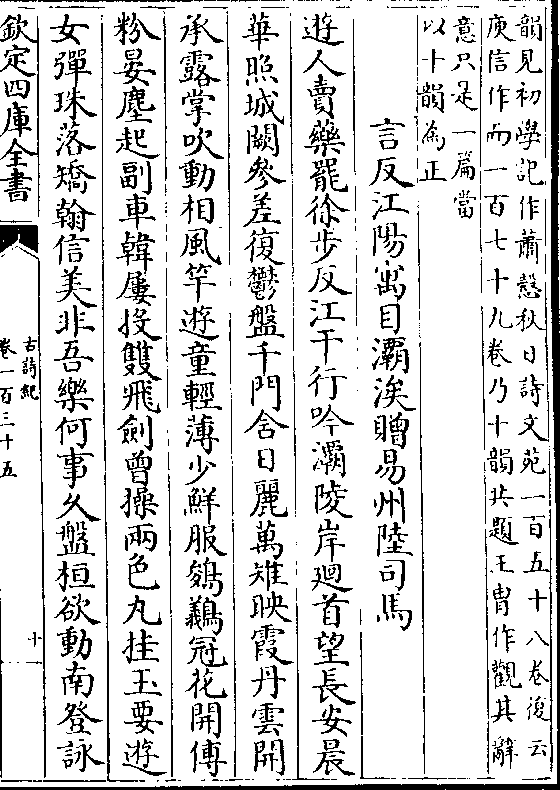 韻見初學記作蕭慤秋日詩文苑一百五十八卷復云
庾信作而一百七十九卷乃十韻共題王胄作觀其辭
意只是一篇當
以十韻為正
言反江陽寓目灞涘贈易州陸司馬
遊人賣藥罷徐步反江干行吟灞陵岸廻首望長安晨
華照城闕參差復鬱盤千門含日麗萬雉映霞丹雲開
承露掌吹動相風竿遊童輕薄少鮮服鵕鸃冠花開傅
粉晏塵起副車韓屢投雙飛劍曾操兩色丸挂玉要遊
女彈珠落矯翰信美非吾樂何事久盤桓欲動南登詠
欽定四庫全書
古詩紀
卷一百三十五
十